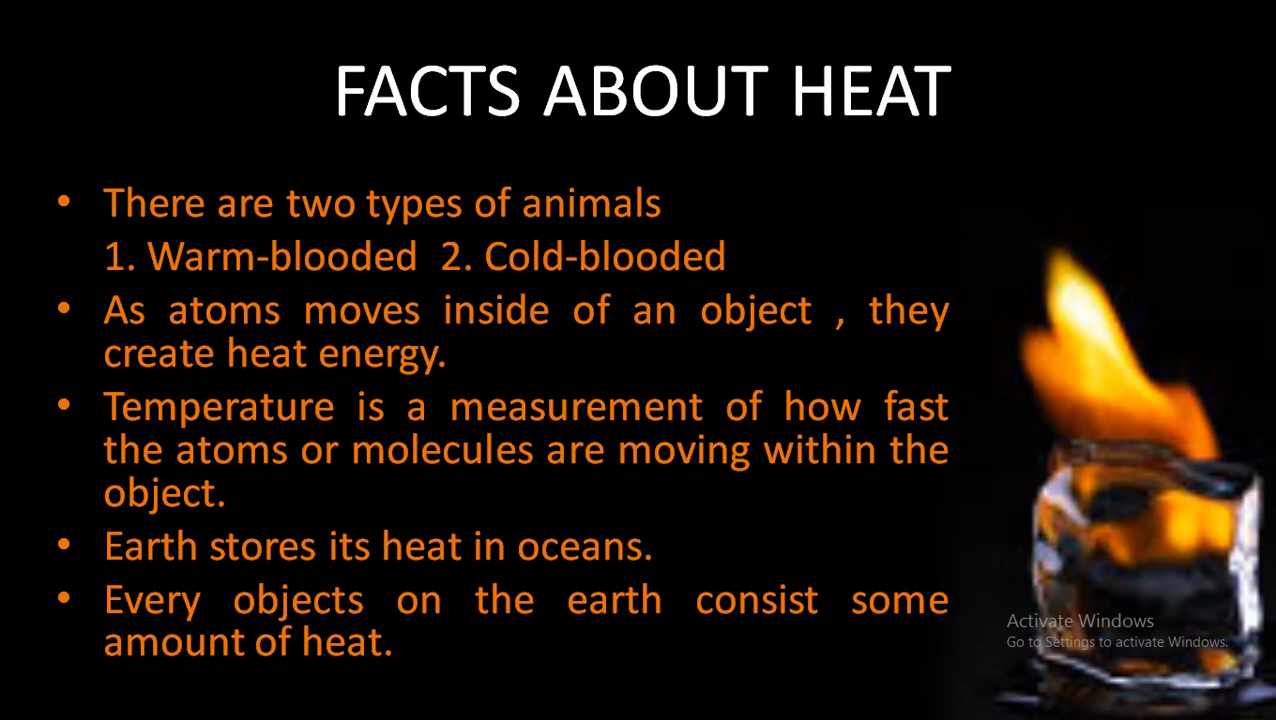 FACTS ABOUT HEAT
• There are two types of animals
1. Warm-blooded 2. Cold-blooded
• As atoms moves inside of an object , they
create heat energy.
• Temperature is a measurement of how fast
the atoms or molecules are moving within the
object.
• Earth stores its heat in oceans.
• Every objects on the earth consist some
amount of heat.
Activate Windows
Go to Settings to activate Windows.